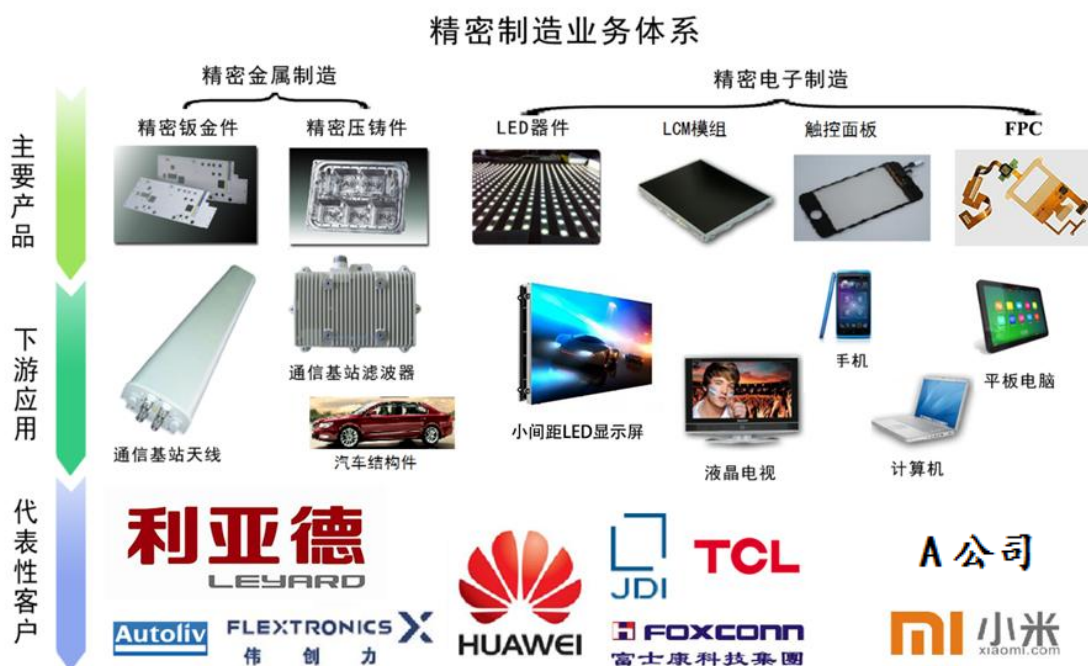 精密制造业务体系
精密金属制造
精密电子制造
主要产品
精密钣金件
精密压铸件
LED器件
LCM模组
触控面板
FPC
下游应用
通信基站天线
通信基站滤波器
汽车结构件
小间距LED显示屏
液晶电视
手机
计算机
平板电脑
代表性客户
利亚德
LEYARD
Autoliv
FLEXTRONICS X
伟创力
HUAWEI
JDI
TCL
FOXCONN
富士康科技集團
A公司
MI 小米
xiaomi.com